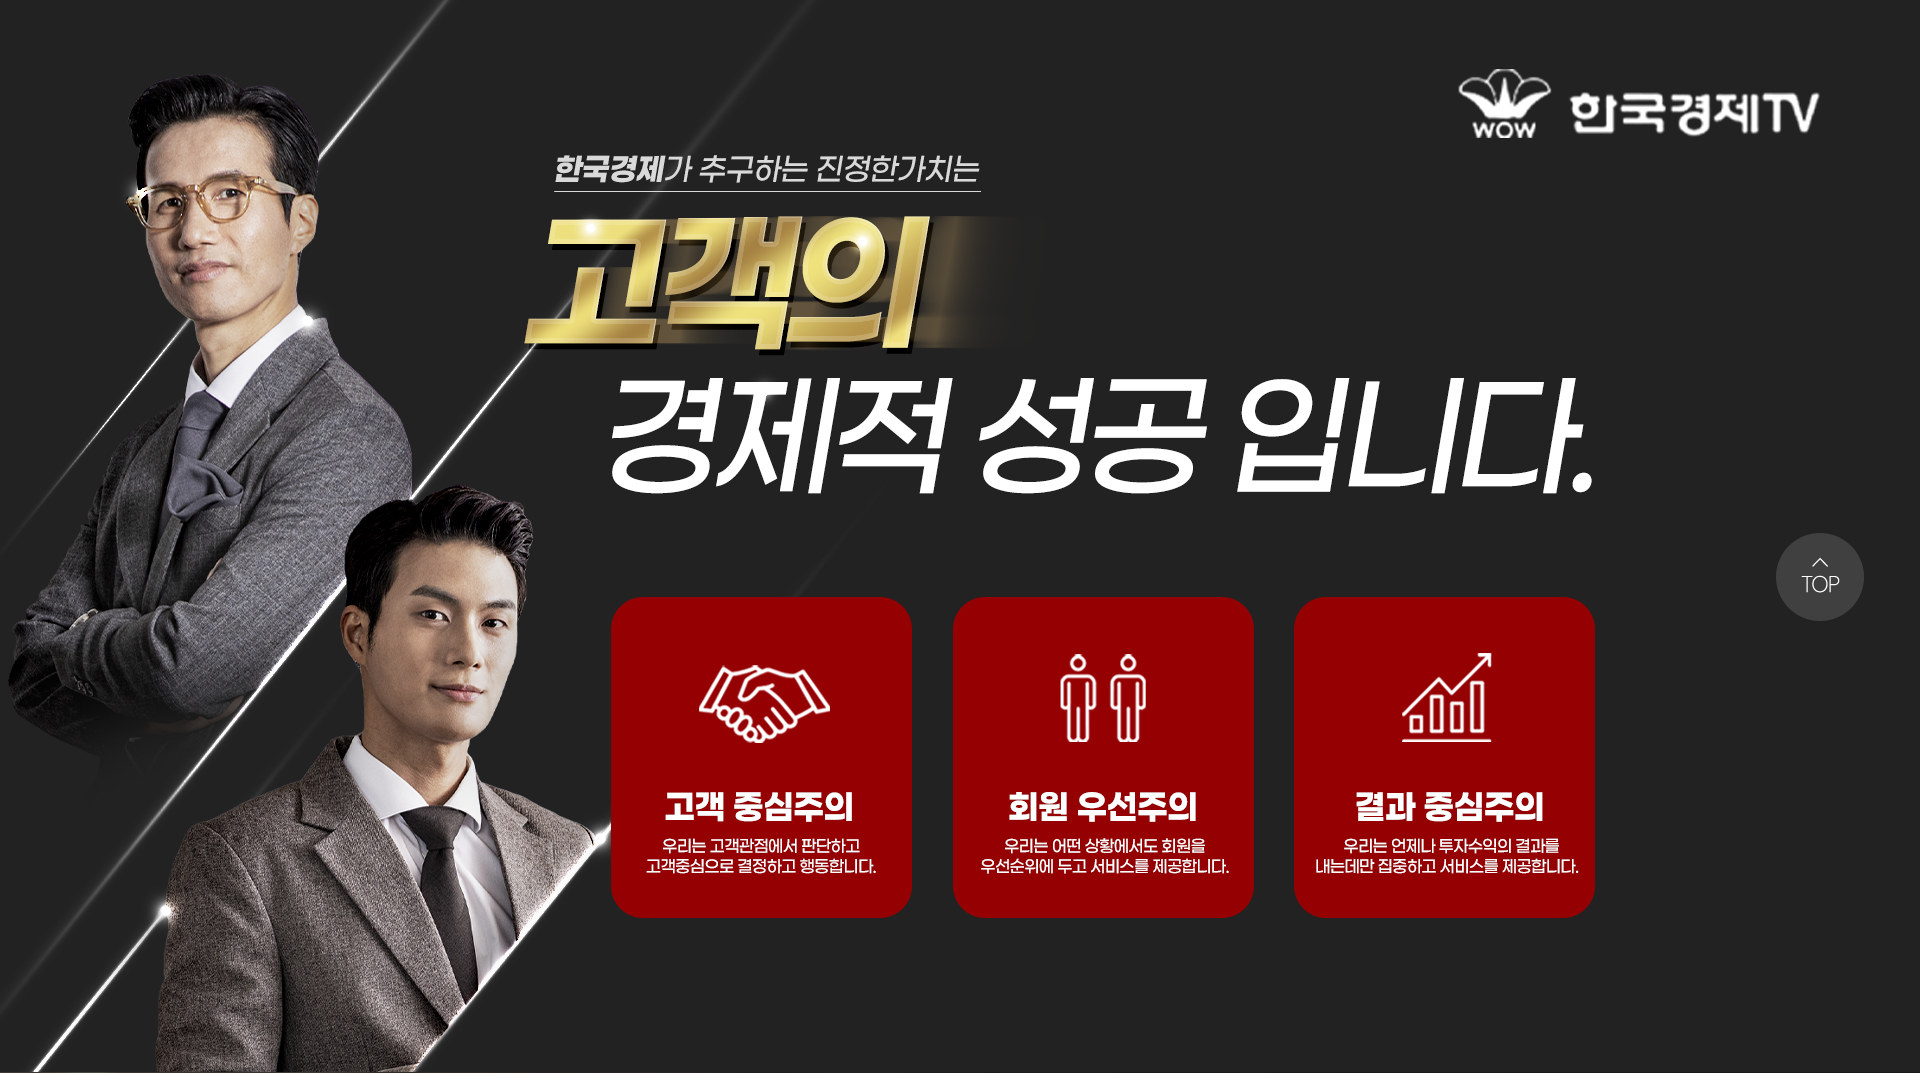 WOW 한국경제TV
한국경제가 추구하는 진정한가치는
고객의
경제적 성공 입니다.
TOP
고객 중심주의
우리는 고객관점에서 판단하고
고객중심으로 결정하고 행동합니다.
회원 우선주의
우리는 어떤 상황에서도 회원을
우선순위에 두고 서비스를 제공합니다.
결과 중심주의
우리는 언제나 투자수익의 결과를
내는데만 집중하고 서비스를 제공합니다.